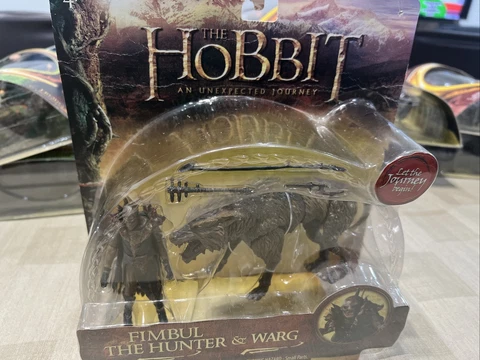 THE
HOBBIT
AN UNEXPECTED JOURNEY
Let the
Journey
begin!
FIMBUL
THE HUNTER & WARG